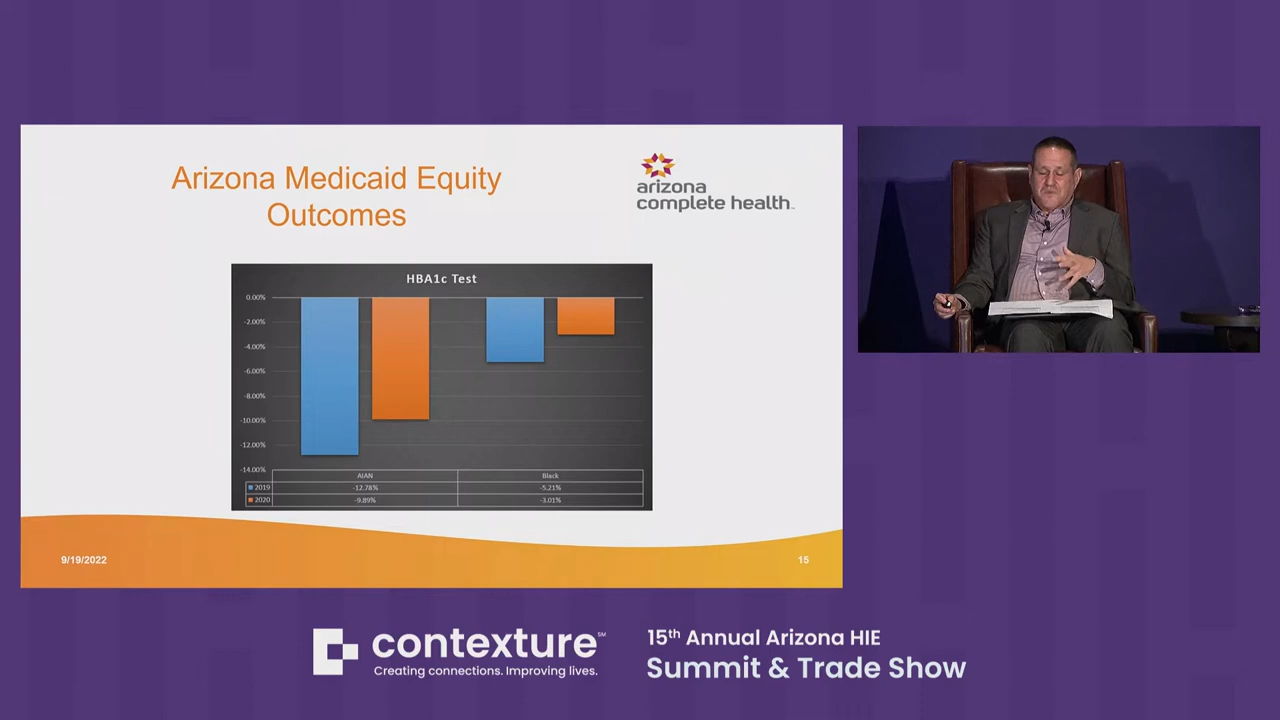 Arizona Medicaid Equity
Outcomes
arizona
complete health™
HBA1c Test
0.00%
-2.00%
-4.00%
-6.00%
-8.00%
-10.00%
-12.00%
-14.00%
AIAN Black
2019 -12.78% -5.21%
2020 -9.89% -3.01%
9/19/2022
15
contexture℠
Creating connections. Improving lives.
15th Annual Arizona HIE
Summit & Trade Show